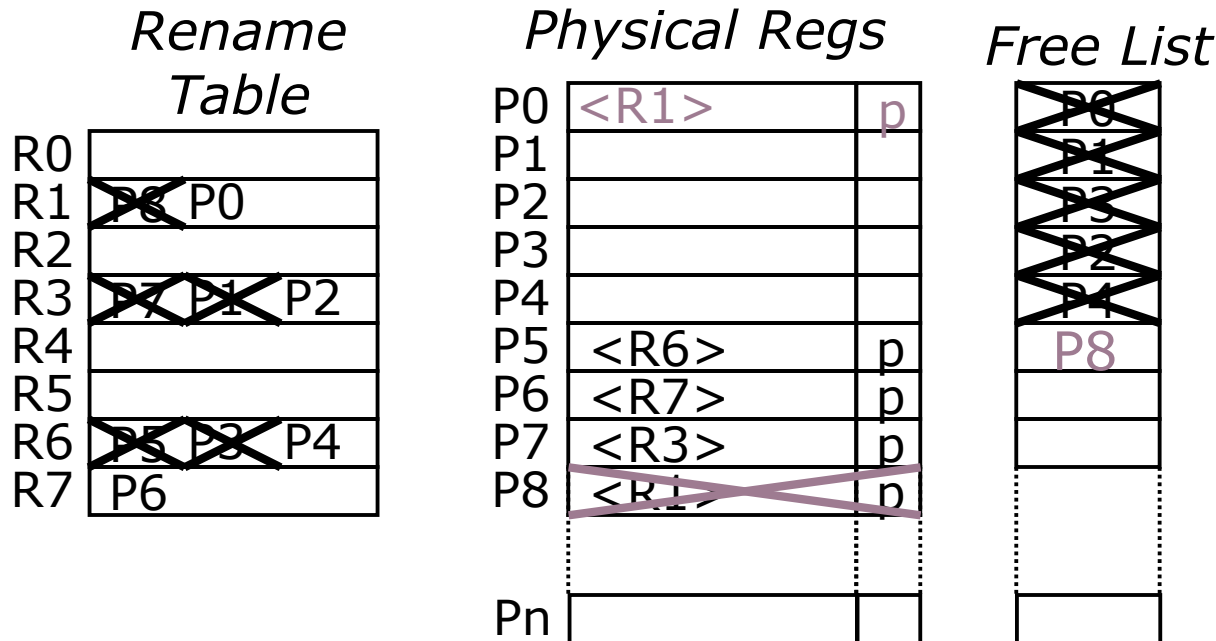 Rename
Table
R0
R1 P8 P0
R2
R3 P7 P1 P2
R4
R5
R6 P5 P3 P4
R7 P6
Physical Regs
P0 <R1> p
P1
P2
P3
P4
P5 <R6> p
P6 <R7> p
P7 <R3> p
P8 <R1> p
Pn
Free List
P0
P1
P3
P2
P4
P8